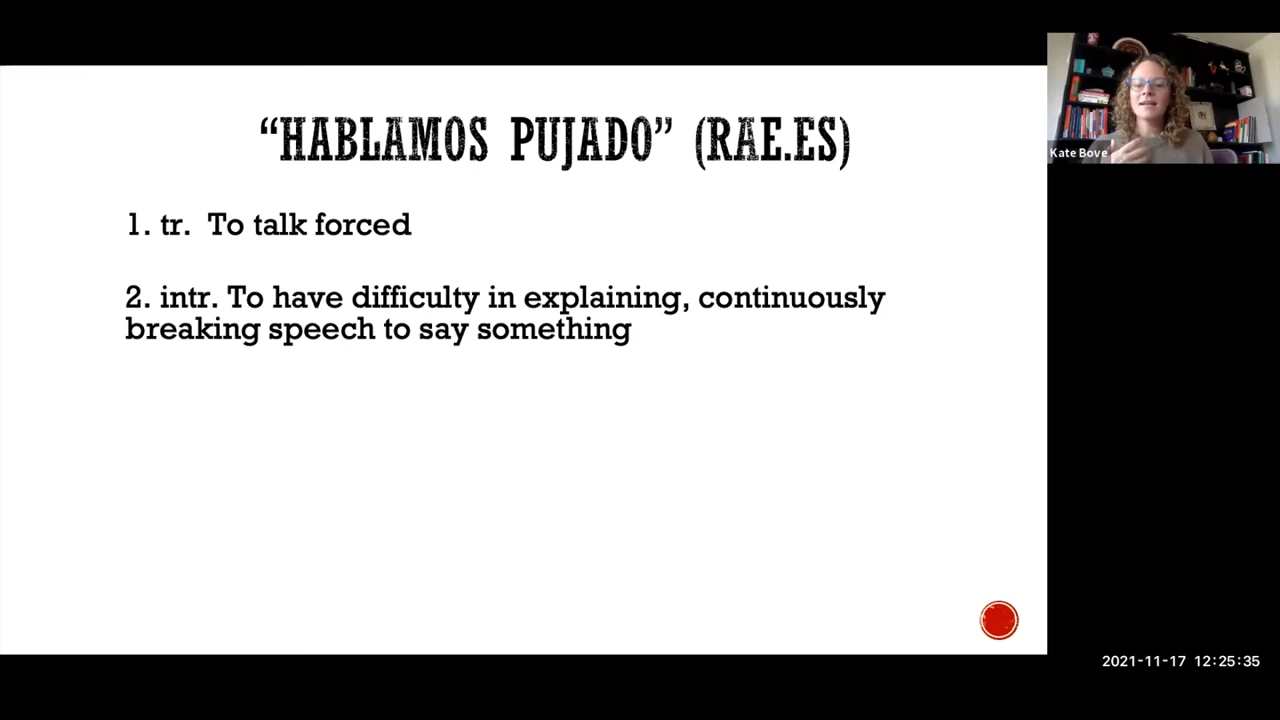 “HABLAMOS PUJADO” (RAE.ES)
1. tr.  To talk forced
2. intr. To have difficulty in explaining, continuously
breaking speech to say something
Kate Bove
2021-11-17 12:25:35